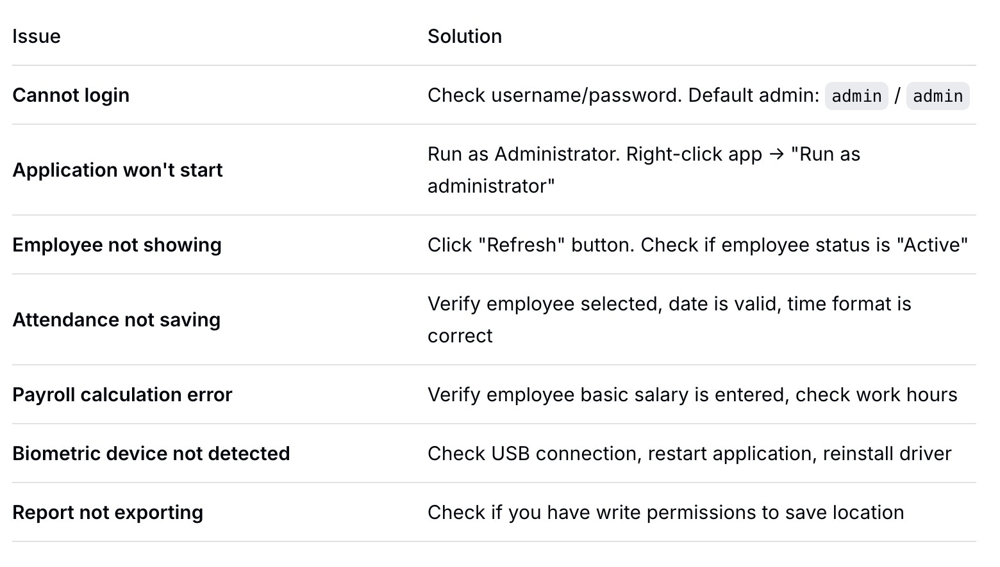 Issue
Solution
Cannot login
Check username/password. Default admin: admin / admin
Application won't start
Run as Administrator. Right-click app → "Run as
administrator"
Employee not showing
Click "Refresh" button. Check if employee status is "Active"
Attendance not saving
Verify employee selected, date is valid, time format is
correct
Payroll calculation error
Verify employee basic salary is entered, check work hours
Biometric device not detected
Check USB connection, restart application, reinstall driver
Report not exporting
Check if you have write permissions to save location